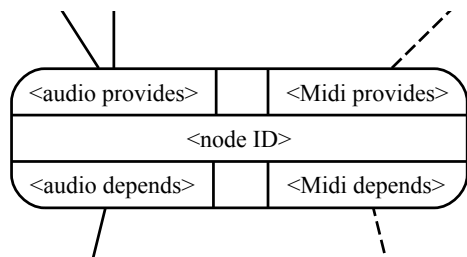 <audio provides> <Midi provides>
<node ID>
<audio depends> <Midi depends>